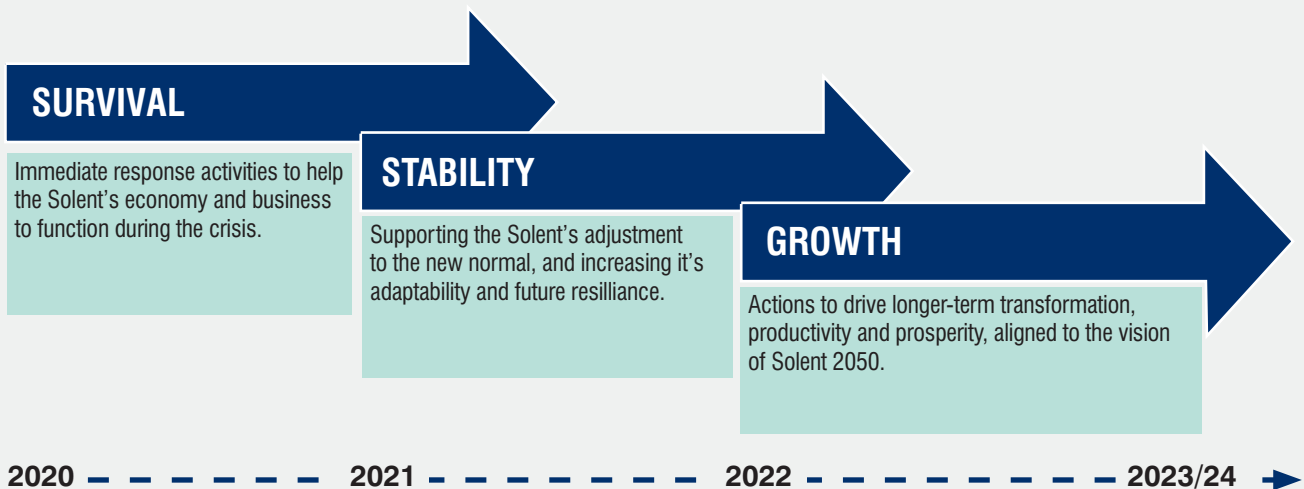 SURVIVAL
Immediate response activities to help
the Solent's economy and business
to function during the crisis.
STABILITY
Supporting the Solent's adjustment
to the new normal, and increasing it's
adaptability and future resilliance.
GROWTH
Actions to drive longer-term transformation,
productivity and prosperity, aligned to the vision
of Solent 2050.
2020 2021 2022 2023/24